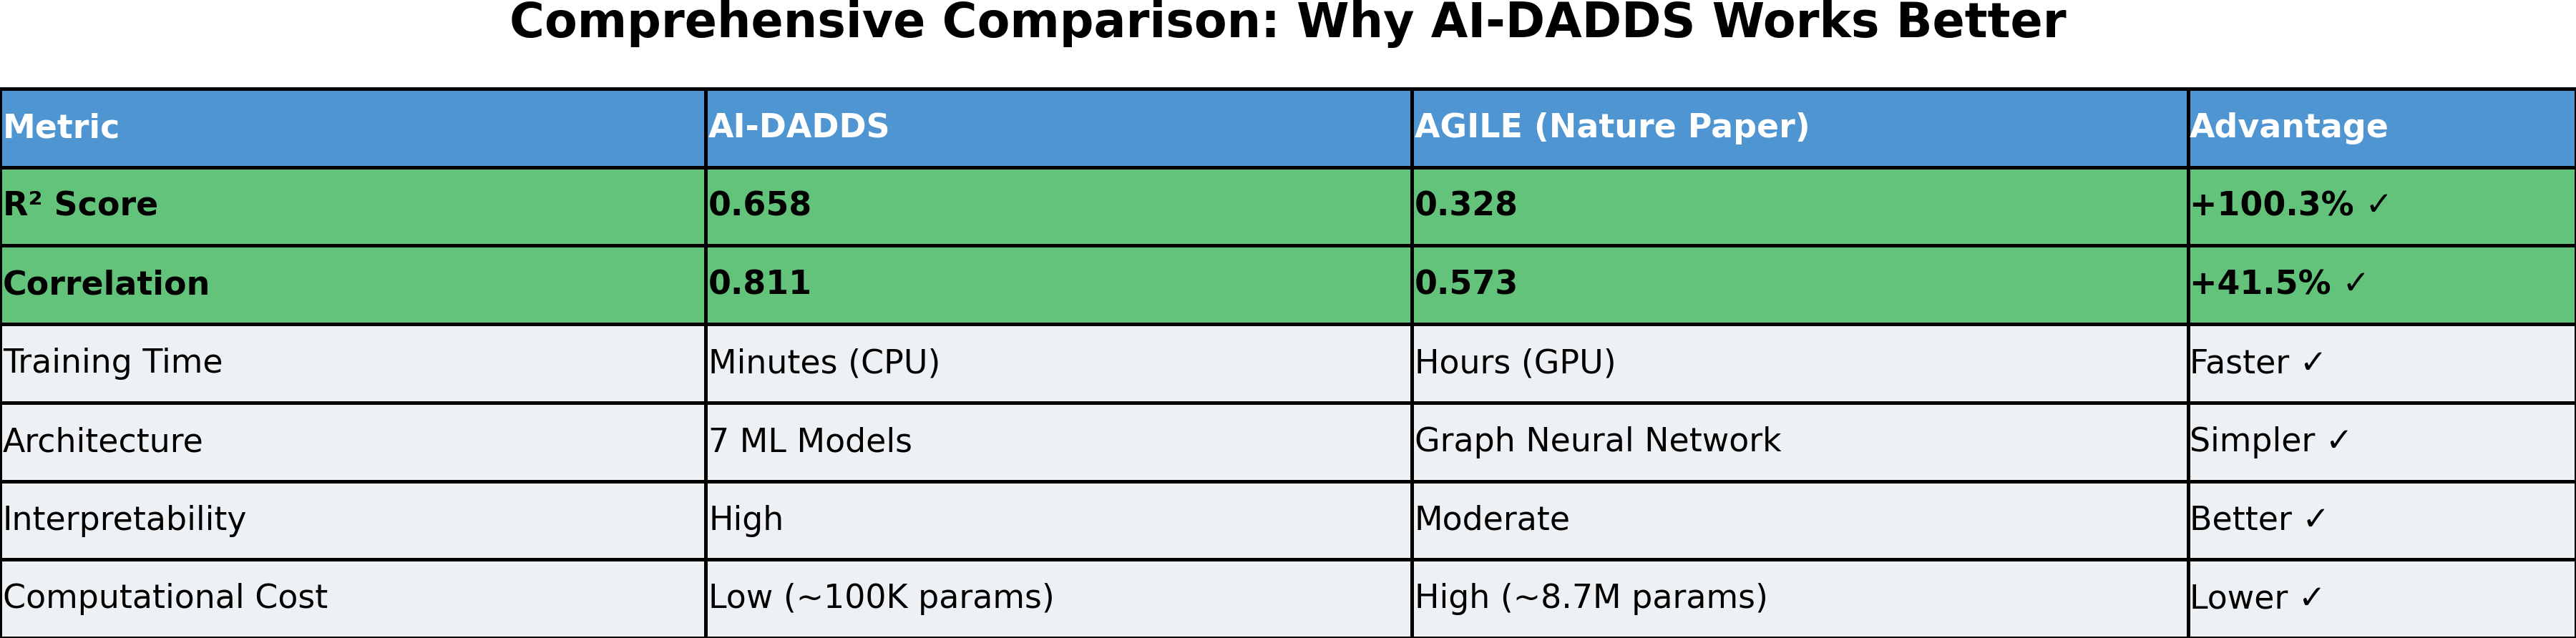 Comprehensive Comparison: Why AI-DADDS Works Better
Metric AI-DADDS AGILE (Nature Paper) Advantage
R² Score 0.658 0.328 +100.3% ✓
Correlation 0.811 0.573 +41.5% ✓
Training Time Minutes (CPU) Hours (GPU) Faster ✓
Architecture 7 ML Models Graph Neural Network Simpler ✓
Interpretability High Moderate Better ✓
Computational Cost Low (~100K params) High (~8.7M params) Lower ✓